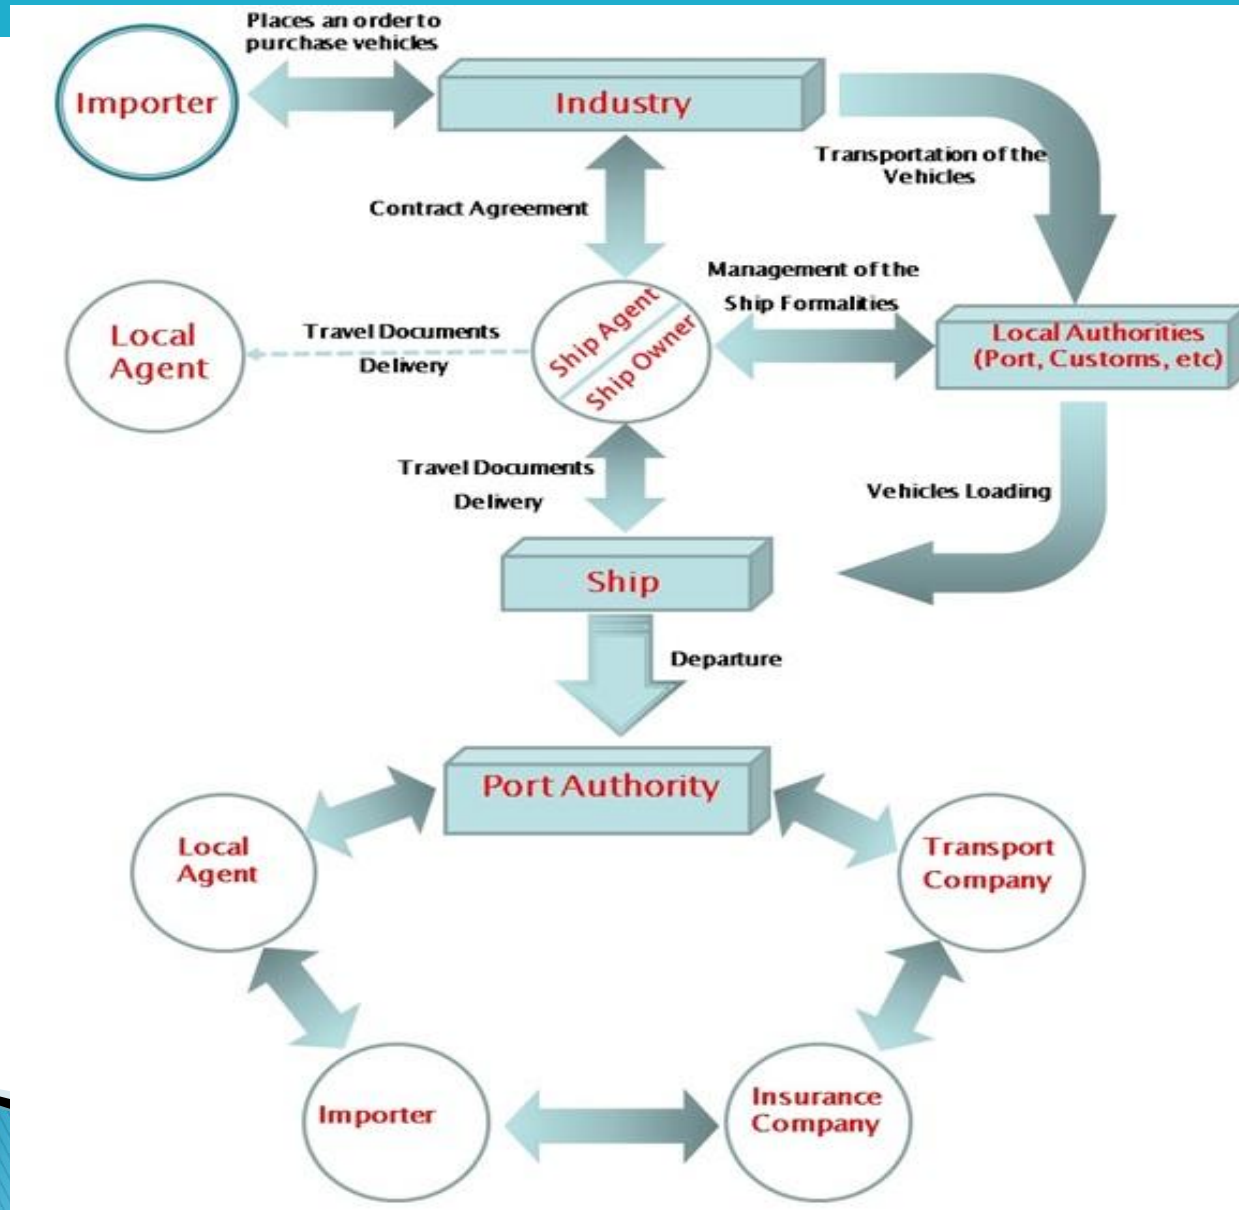 Places an order to
purchase vehicles
Importer
Industry
Transportation of the
Vehicles
Contract Agreement
Management of the
Ship Formalities
Local
Agent
Travel Documents
Delivery
Ship Agent
Ship Owner
Local Authorities
(Port, Customs, etc)
Travel Documents
Delivery
Vehicles Loading
Ship
Departure
Port Authority
Local
Agent
Transport
Company
Importer
Insurance
Company